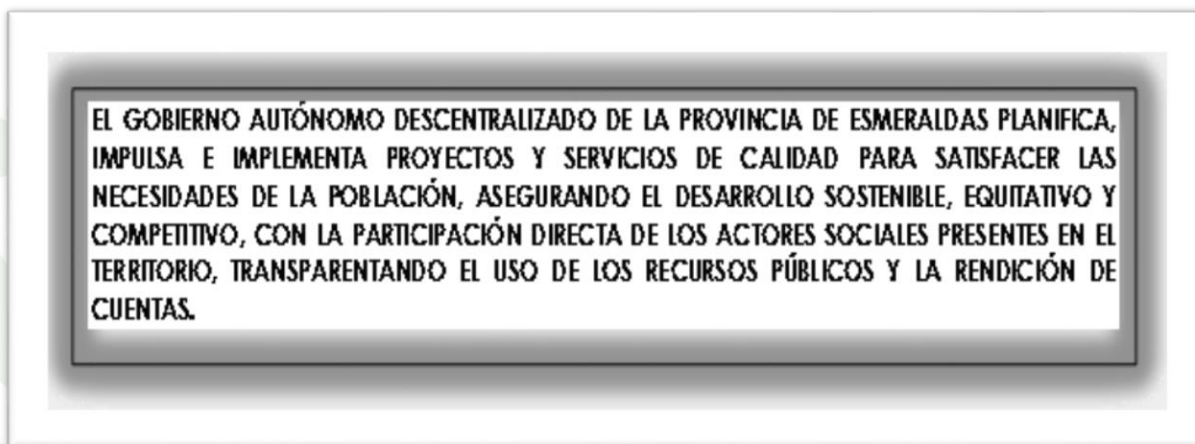 EL GOBIERNO AUTÓNOMO DESCENTRALIZADO DE LA PROVINCIA DE ESMERALDAS PLANIFICA,
IMPULSA E IMPLEMENTA PROYECTOS Y SERVICIOS DE CALIDAD PARA SATISFACER LAS
NECESIDADES DE LA POBLACIÓN, ASEGURANDO EL DESARROLLO SOSTENIBLE, EQUITATIVO Y
COMPETITIVO, CON LA PARTICIPACIÓN DIRECTA DE LOS ACTORES SOCIALES PRESENTES EN EL
TERRITORIO, TRANSPARENTANDO EL USO DE LOS RECURSOS PÚBLICOS Y LA RENDICIÓN DE
CUENTAS.